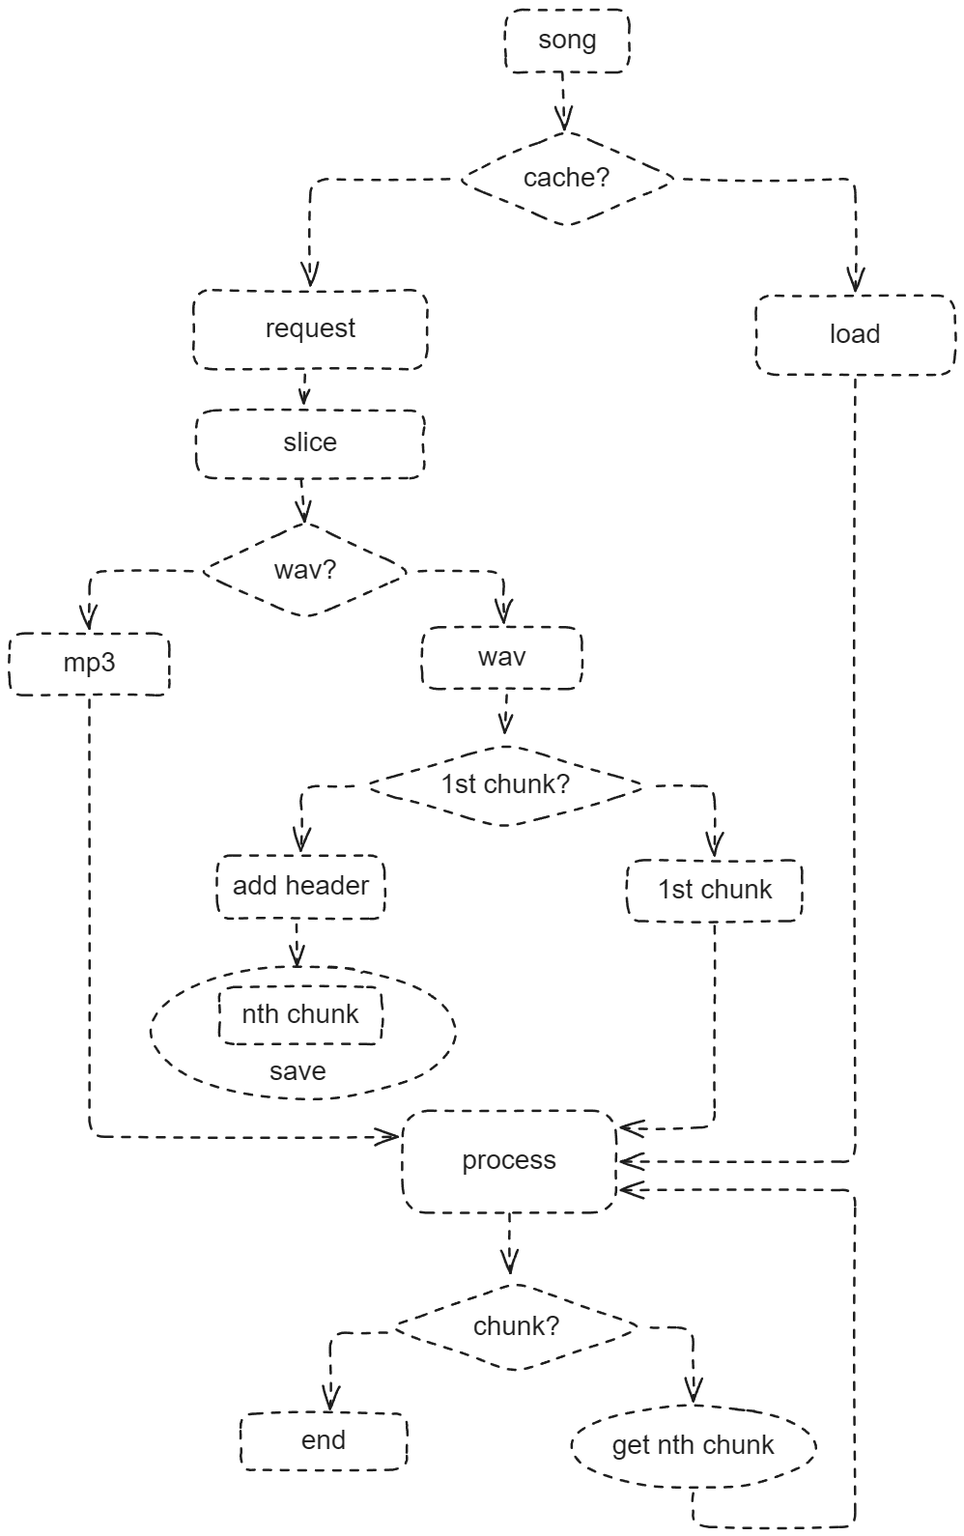 song
cache?
request
load
slice
wav?
mp3
wav
1st chunk?
add header
1st chunk
nth chunk
save
process
chunk?
end
get nth chunk